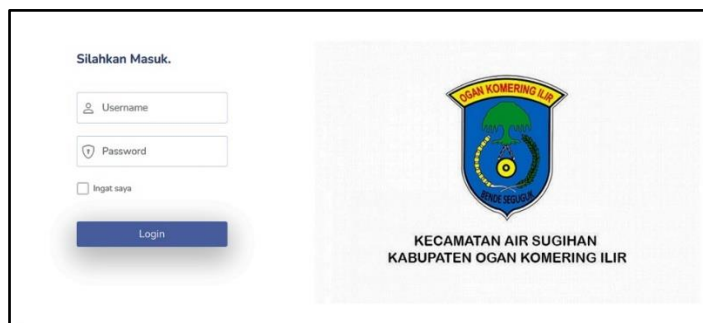 Silahkan Masuk.
Username
Password
Ingat saya
Login
OGAN KOMERING ILIR
BENDE SEGUGUK
KECAMATAN AIR SUGIHAN
KABUPATEN OGAN KOMERING ILIR